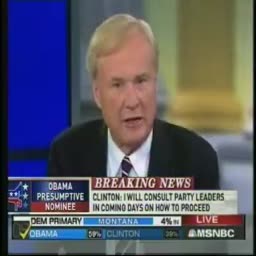 BREAKING NEWS
OBAMA
PRESUMPTIVE
NOMINEE
CLINTON: I WILL CONSULT PARTY LEADERS
IN COMING DAYS ON HOW TO PROCEED
DEM PRIMARY MONTANA 4% IN LIVE
OBAMA 59% CLINTON MSNBC